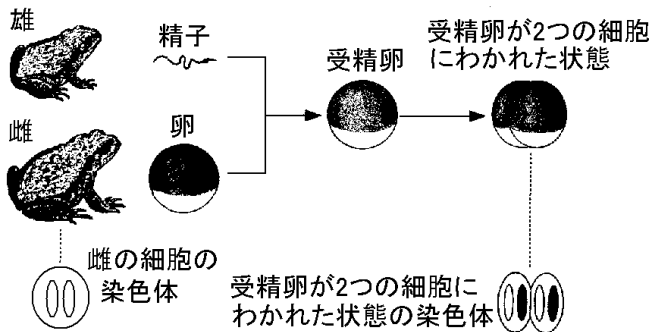 雄
精子
受精卵
受精卵が2つの細胞
にわかれた状態
雌
卵
雌の細胞の
染色体
受精卵が2つの細胞に
わかれた状態の染色体